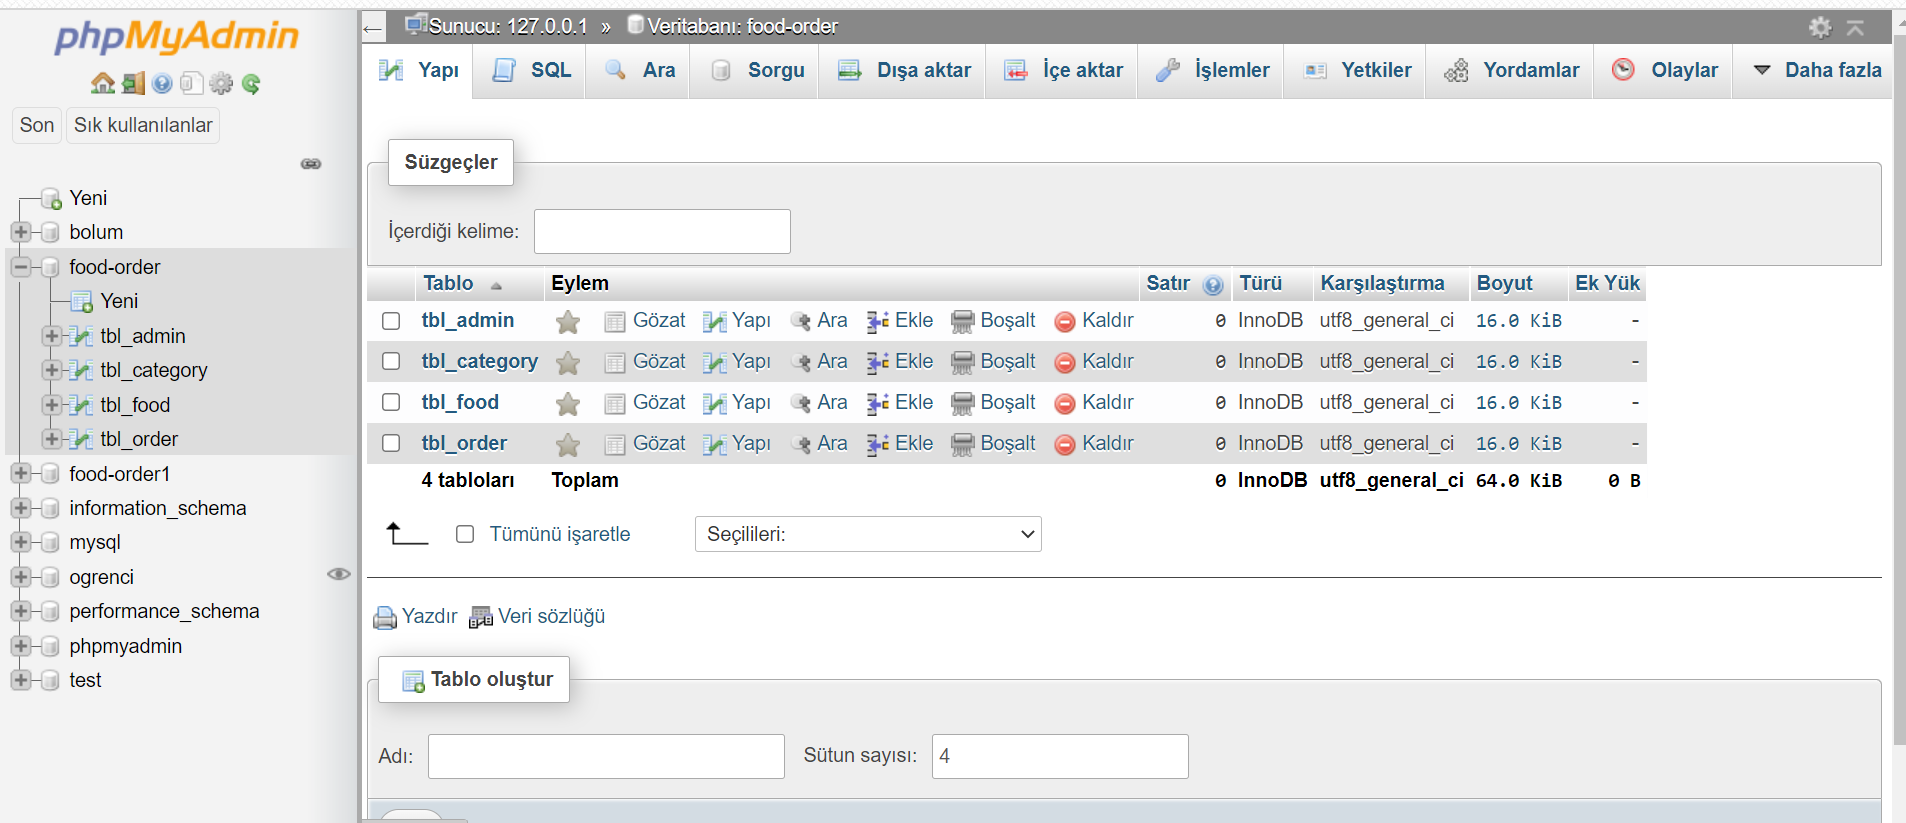 phpMyAdmin
Son Sık kullanılanlar
Yeni
bolum
food-order
Yeni
tbl_admin
tbl_category
tbl_food
tbl_order
food-order1
information_schema
mysql
ogrenci
performance_schema
phpmyadmin
test
Sunucu: 127.0.0.1 » Veritabanı: food-order
Yapı SQL Ara Sorgu Dışa aktar İçe aktar İşlemler Yetkiler Yordamlar Olaylar Daha fazla
Süzgeçler
İçerdiği kelime:
Tablo Eylem Satır Türü Karşılaştırma Boyut Ek Yük
tbl_admin Gözat Yapı Ara Ekle Boşalt Kaldır 0 InnoDB utf8_general_ci 16.0 KiB -
tbl_category Gözat Yapı Ara Ekle Boşalt Kaldır 0 InnoDB utf8_general_ci 16.0 KiB -
tbl_food Gözat Yapı Ara Ekle Boşalt Kaldır 0 InnoDB utf8_general_ci 16.0 KiB -
tbl_order Gözat Yapı Ara Ekle Boşalt Kaldır 0 InnoDB utf8_general_ci 16.0 KiB -
4 tabloları Toplam 0 InnoDB utf8_general_ci 64.0 KiB 0 B
Tümünü işaretle Seçilileri:
Yazdır Veri sözlüğü
Tablo oluştur
Adı: Sütun sayısı: 4